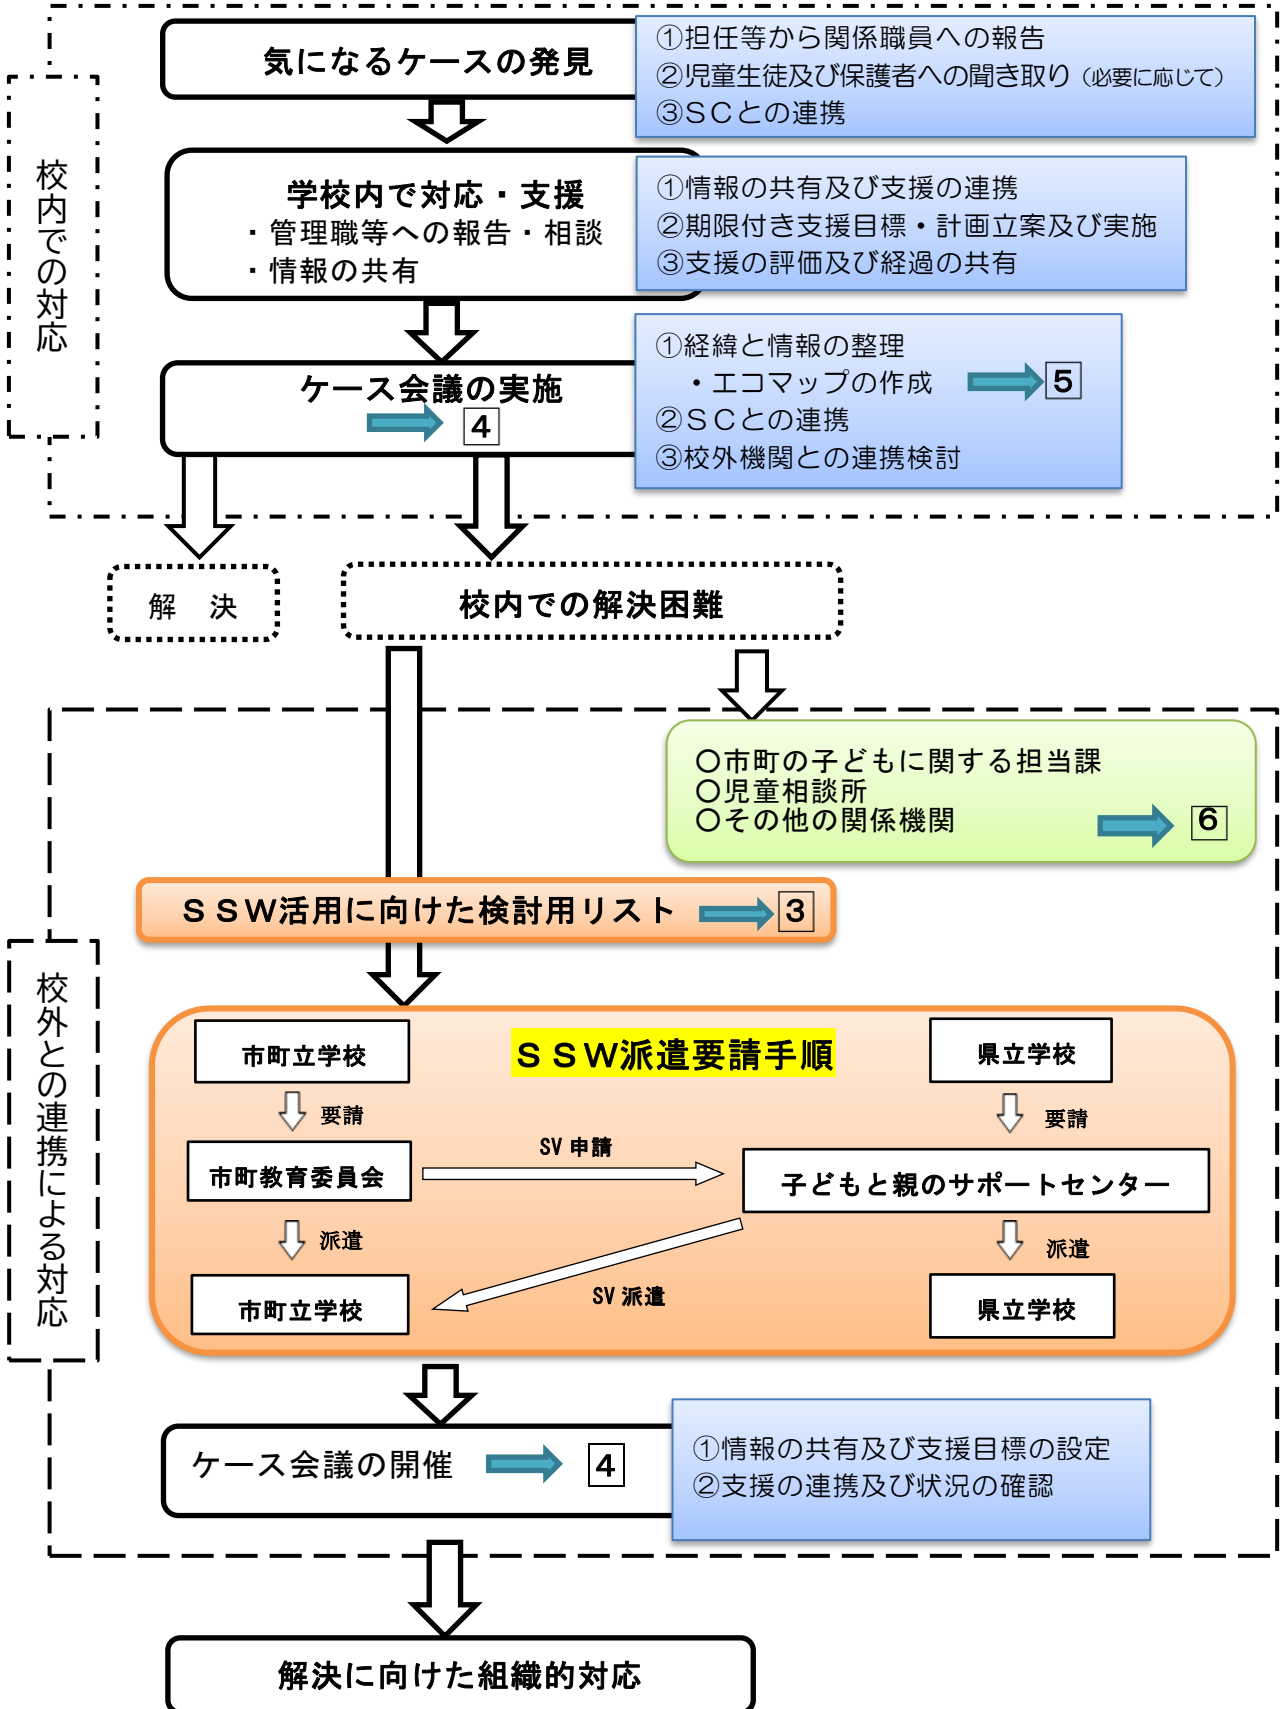 気になるケースの発見
①担任等から関係職員への報告
②児童生徒及び保護者への聞き取り（必要に応じて）
③ＳＣとの連携
校内での対応
学校内で対応・支援
・管理職等への報告・相談
・情報の共有
①情報の共有及び支援の連携
②期限付き支援目標・計画立案及び実施
③支援の評価及び経過の共有
ケース会議の実施
4
①経緯と情報の整理
・エコマップの作成
5
②ＳＣとの連携
③校外機関との連携検討
解　決
校内での解決困難
〇市町の子どもに関する担当課
〇児童相談所
〇その他の関係機関
6
ＳＳＷ活用に向けた検討用リスト
3
校外との連携による対応
ＳＳＷ派遣要請手順
市町立学校
県立学校
要請
要請
市町教育委員会
SV 申請
子どもと親のサポートセンター
派遣
派遣
SV 派遣
市町立学校
県立学校
ケース会議の開催
4
①情報の共有及び支援目標の設定
②支援の連携及び状況の確認
解決に向けた組織的対応